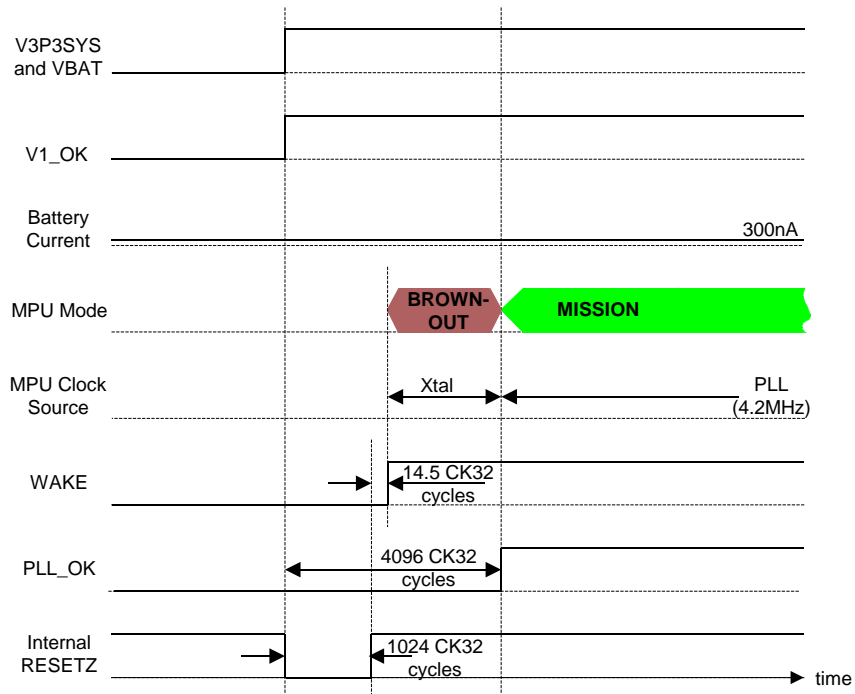 V3P3SYS
and VBAT
V1_OK
Battery
Current
300nA
MPU Mode
BROWN-
OUT
MISSION
MPU Clock
Source
Xtal
PLL
(4.2MHz)
WAKE
14.5 CK32
cycles
PLL_OK
4096 CK32
cycles
Internal
RESETZ
1024 CK32
cycles
time